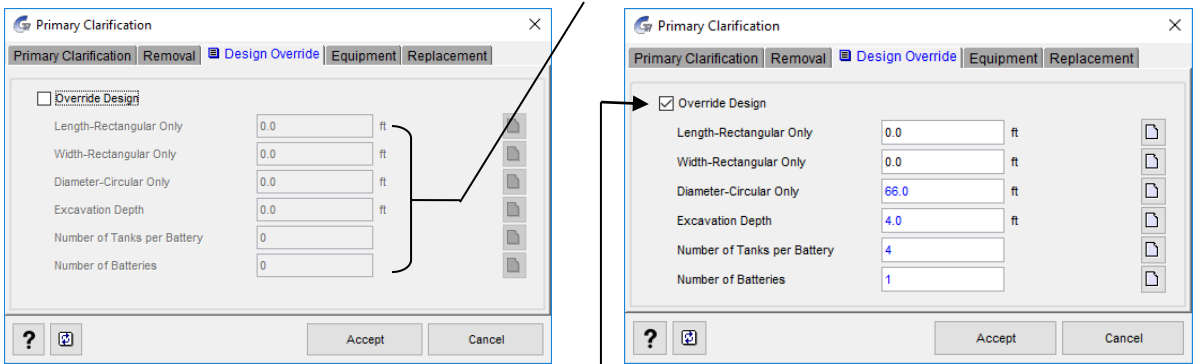 Primary Clarification
Primary Clarification Removal Design Override Equipment Replacement
Override Design
Length-Rectangular Only 0.0 ft
Width-Rectangular Only 0.0 ft
Diameter-Circular Only 0.0 ft
Excavation Depth 0.0 ft
Number of Tanks per Battery 0
Number of Batteries 0
? Accept Cancel
Primary Clarification
Primary Clarification Removal Design Override Equipment Replacement
Override Design
Length-Rectangular Only 0.0 ft
Width-Rectangular Only 0.0 ft
Diameter-Circular Only 66.0 ft
Excavation Depth 4.0 ft
Number of Tanks per Battery 4
Number of Batteries 1
? Accept Cancel